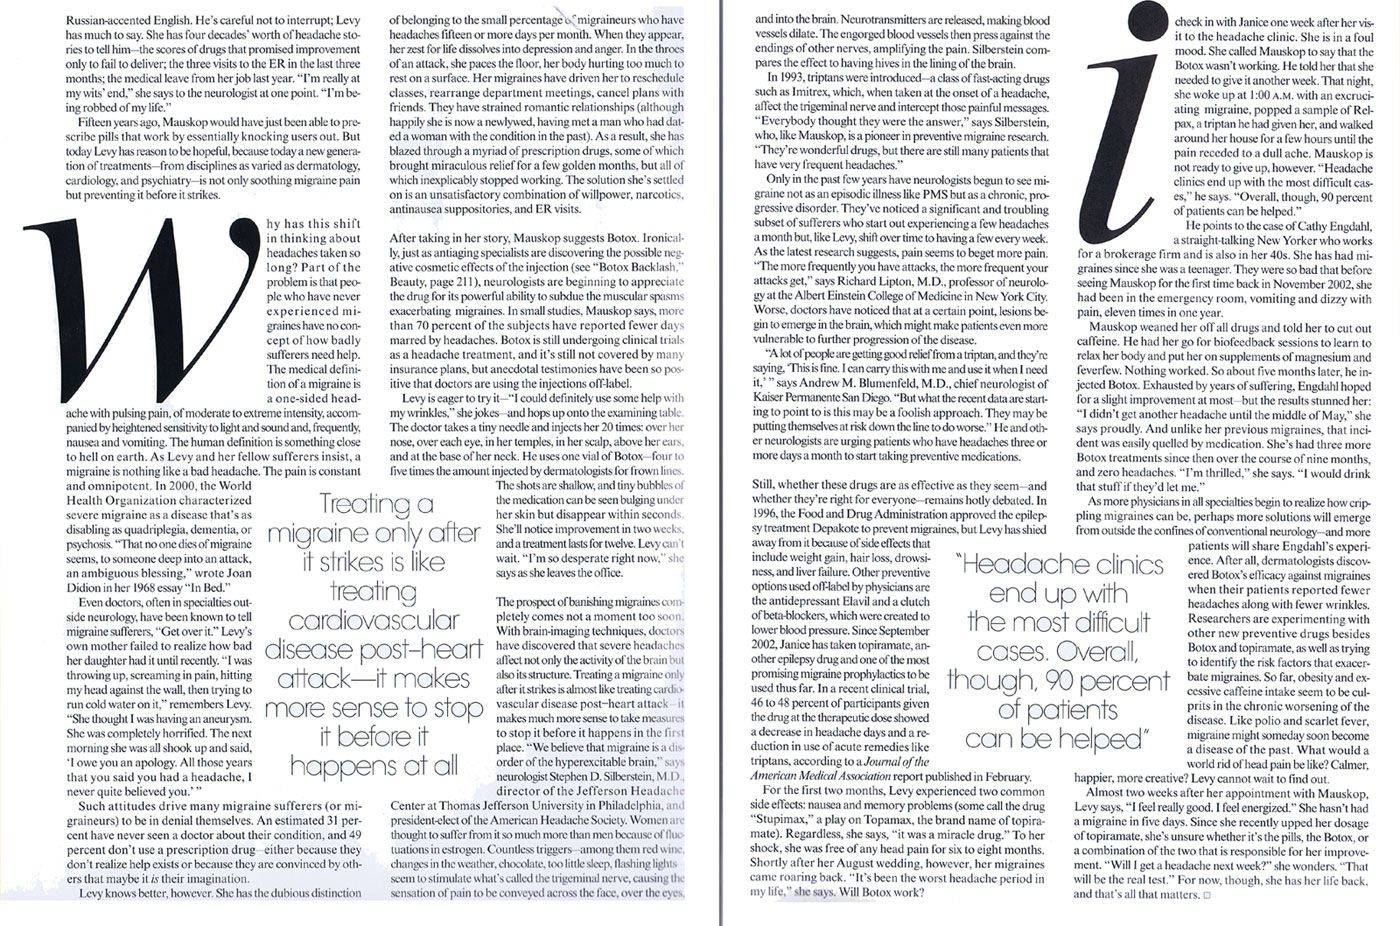 Russian-accented English. He's careful not to interrupt; Levy
has much to say. She has four decades' worth of headache sto-
ries to tell him—the scores of drugs that promised improvement
only to fail to deliver; the three visits to the ER in the last three
months; the medical leave from her job last year. "I'm really at
my wits' end," she says to the neurologist at one point. "I'm be-
ing robbed of my life."
Fifteen years ago, Mauskop would have just been able to pre-
scribe pills that work by essentially knocking users out. But
today Levy has reason to be hopeful, because today a new genera-
tion of treatments—from disciplines as varied as dermatology,
cardiology, and psychiatry—is not only soothing migraine pain
but preventing it before it strikes.
Why has this shift
in thinking about
headaches taken so
long? Part of the
problem is that peo-
ple who have never
experienced mi-
graines have no con-
cept of how badly
sufferers need help.
The medical defini-
tion of a migraine is
a one-sided head-
ache with pulsing pain, of moderate to extreme intensity, accom-
panied by heightened sensitivity to light and sound and, frequently,
nausea and vomiting. The human definition is something close
to hell on earth. As Levy and her fellow sufferers insist, a
migraine is nothing like a bad headache. The pain is constant
and omnipotent. In 2000, the World
Health Organization characterized
severe migraine as a disease that's as
disabling as quadriplegia, dementia, or
psychosis. "That no one dies of migraine
seems, to someone deep into an attack,
an ambiguous blessing," wrote Joan
Didion in her 1968 essay "In Bed."
Even doctors, often in specialties out-
side neurology, have been known to tell
migraine sufferers, "Get over it." Levy's
own mother failed to realize how bad
her daughter had it until recently. "I was
throwing up, screaming in pain, hitting
my head against the wall, then trying to
run cold water on it," remembers Levy.
"She thought I was having an aneurysm.
She was completely horrified. The next
morning she was all shook up and said,
'I owe you an apology. All those years
that you said you had a headache, I
never quite believed you.' "
Such attitudes drive many migraine sufferers (or mi-
graineurs) to be in denial themselves. An estimated 31 per-
cent have never seen a doctor about their condition, and 49
percent don't use a prescription drug—either because they
don't realize help exists or because they are convinced by oth-
ers that maybe it is their imagination.
Levy knows better, however. She has the dubious distinction
of belonging to the small percentage of migraineurs who have
headaches fifteen or more days per month. When they appear,
her zest for life dissolves into depression and anger. In the throes
of an attack, she paces the floor, her body hurting too much to
rest on a surface. Her migraines have driven her to reschedule
classes, rearrange department meetings, cancel plans with
friends. They have strained romantic relationships (although
happily she is now a newlywed, having met a man who had dat-
ed a woman with the condition in the past). As a result, she has
blazed through a myriad of prescription drugs, some of which
brought miraculous relief for a few golden months, but all of
which inexplicably stopped working. The solution she's settled
on is an unsatisfactory combination of willpower, narcotics,
antinausea suppositories, and ER visits.
After taking in her story, Mauskop suggests Botox. Ironical-
ly, just as antiaging specialists are discovering the possible neg-
ative cosmetic effects of the injection (see "Botox Backlash,"
Beauty, page 211), neurologists are beginning to appreciate
the drug for its powerful ability to subdue the muscular spasms
exacerbating migraines. In small studies, Mauskop says, more
than 70 percent of the subjects have reported fewer days
marred by headaches. Botox is still undergoing clinical trials
as a headache treatment, and it's still not covered by many
insurance plans, but anecdotal testimonies have been so pos-
itive that doctors are using the injections off-label.
Levy is eager to try it—"I could definitely use some help with
my wrinkles," she jokes—and hops up onto the examining table.
The doctor takes a tiny needle and injects her 20 times: over her
nose, over each eye, in her temples, in her scalp, above her ears,
and at the base of her neck. He uses one vial of Botox—four to
five times the amount injected by dermatologists for frown lines.
The shots are shallow, and tiny bubbles of
the medication can be seen bulging under
her skin but disappear within seconds.
She'll notice improvement in two weeks,
and a treatment lasts for twelve. Levy can't
wait. "I'm so desperate right now," she
says as she leaves the office.
The prospect of banishing migraines com-
pletely comes not a moment too soon.
With brain-imaging techniques, doctors
have discovered that severe headaches
affect not only the activity of the brain but
also its structure. Treating a migraine only
after it strikes is almost like treating cardio-
vascular disease post–heart attack—it
makes much more sense to take measures
to stop it before it happens in the first
place. "We believe that migraine is a dis-
order of the hyperexcitable brain," says
neurologist Stephen D. Silberstein, M.D.,
director of the Jefferson Headache
Center at Thomas Jefferson University in Philadelphia, and
president-elect of the American Headache Society. Women are
thought to suffer from it so much more than men because of fluc-
tuations in estrogen. Countless triggers—among them red wine,
changes in the weather, chocolate, too little sleep, flashing lights—
seem to stimulate what's called the trigeminal nerve, causing the
sensation of pain to be conveyed across the face, over the eyes,
Treating a
migraine only after
it strikes is like
treating
cardiovascular
disease post–heart
attack—it makes
more sense to stop
it before it
happens at all
and into the brain. Neurotransmitters are released, making blood
vessels dilate. The engorged blood vessels then press against the
endings of other nerves, amplifying the pain. Silberstein com-
pares the effect to having hives in the lining of the brain.
In 1993, triptans were introduced—a class of fast-acting drugs
such as Imitrex, which, when taken at the onset of a headache,
affect the trigeminal nerve and intercept those painful messages.
"Everybody thought they were the answer," says Silberstein,
who, like Mauskop, is a pioneer in preventive migraine research.
"They're wonderful drugs, but there are still many patients that
have very frequent headaches."
Only in the past few years have neurologists begun to see mi-
graine not as an episodic illness like PMS but as a chronic, pro-
gressive disorder. They've noticed a significant and troubling
subset of sufferers who start out experiencing a few headaches
a month but, like Levy, shift over time to having a few every week.
As the latest research suggests, pain seems to beget more pain.
"The more frequently you have attacks, the more frequent your
attacks get," says Richard Lipton, M.D., professor of neurolo-
gy at the Albert Einstein College of Medicine in New York City.
Worse, doctors have noticed that at a certain point, lesions be-
gin to emerge in the brain, which might make patients even more
vulnerable to further progression of the disease.
"A lot of people are getting good relief from a triptan, and they're
saying, 'This is fine. I can carry this with me and use it when I need
it,' " says Andrew M. Blumenfeld, M.D., chief neurologist of
Kaiser Permanente San Diego. "But what the recent data are start-
ing to point to is this may be a foolish approach. They may be
putting themselves at risk down the line to do worse." He and oth-
er neurologists are urging patients who have headaches three or
more days a month to start taking preventive medications.
Still, whether these drugs are as effective as they seem—and
whether they're right for everyone—remains hotly debated. In
1996, the Food and Drug Administration approved the epilep-
sy treatment Depakote to prevent migraines, but Levy has shied
away from it because of side effects that
include weight gain, hair loss, drowsi-
ness, and liver failure. Other preventive
options used off-label by physicians are
the antidepressant Elavil and a clutch
of beta-blockers, which were created to
lower blood pressure. Since September
2002, Janice has taken topiramate, an-
other epilepsy drug and one of the most
promising migraine prophylactics to be
used thus far. In a recent clinical trial,
46 to 48 percent of participants given
the drug at the therapeutic dose showed
a decrease in headache days and a re-
duction in use of acute remedies like
triptans, according to a Journal of the
American Medical Association report published in February.
For the first two months, Levy experienced two common
side effects: nausea and memory problems (some call the drug
"Stupimax," a play on Topamax, the brand name of topira-
mate). Regardless, she says, "it was a miracle drug." To her
shock, she was free of any head pain for six to eight months.
Shortly after her August wedding, however, her migraines
came roaring back. "It's been the worst headache period in
my life," she says. Will Botox work?
"Headache clinics
end up with
the most difficult
cases. Overall,
though, 90 percent
of patients
can be helped"
i check in with Janice one week after her vis-
it to the headache clinic. She is in a foul
mood. She called Mauskop to say that the
Botox wasn't working. He told her that she
needed to give it another week. That night,
she woke up at 1:00 A.M. with an excruci-
ating migraine, popped a sample of Rel-
pax, a triptan he had given her, and walked
around her house for a few hours until the
pain receded to a dull ache. Mauskop is
not ready to give up, however. "Headache
clinics end up with the most difficult cas-
es," he says. "Overall, though, 90 percent
of patients can be helped."
He points to the case of Cathy Engdahl,
a straight-talking New Yorker who works
for a brokerage firm and is also in her 40s. She has had mi-
graines since she was a teenager. They were so bad that before
seeing Mauskop for the first time back in November 2002, she
had been in the emergency room, vomiting and dizzy with
pain, eleven times in one year.
Mauskop weaned her off all drugs and told her to cut out
caffeine. He had her go for biofeedback sessions to learn to
relax her body and put her on supplements of magnesium and
feverfew. Nothing worked. So about five months later, he in-
jected Botox. Exhausted by years of suffering, Engdahl hoped
for a slight improvement at most—but the results stunned her:
"I didn't get another headache until the middle of May," she
says proudly. And unlike her previous migraines, that inci-
dent was easily quelled by medication. She's had three more
Botox treatments since then over the course of nine months,
and zero headaches. "I'm thrilled," she says. "I would drink
that stuff if they'd let me."
As more physicians in all specialties begin to realize how crip-
pling migraines can be, perhaps more solutions will emerge
from outside the confines of conventional neurology—and more
patients will share Engdahl's experi-
ence. After all, dermatologists discov-
ered Botox's efficacy against migraines
when their patients reported fewer
headaches along with fewer wrinkles.
Researchers are experimenting with
other new preventive drugs besides
Botox and topiramate, as well as trying
to identify the risk factors that exacer-
bate migraines. So far, obesity and ex-
cessive caffeine intake seem to be cul-
prits in the chronic worsening of the
disease. Like polio and scarlet fever,
migraine might someday soon become
a disease of the past. What would a
world rid of head pain be like? Calmer,
happier, more creative? Levy cannot wait to find out.
Almost two weeks after her appointment with Mauskop,
Levy says, "I feel really good. I feel energized." She hasn't had
a migraine in five days. Since she recently upped her dosage
of topiramate, she's unsure whether it's the pills, the Botox, or
a combination of the two that is responsible for her improve-
ment. "Will I get a headache next week?" she wonders. "That
will be the real test." For now, though, she has her life back,
and that's all that matters. □